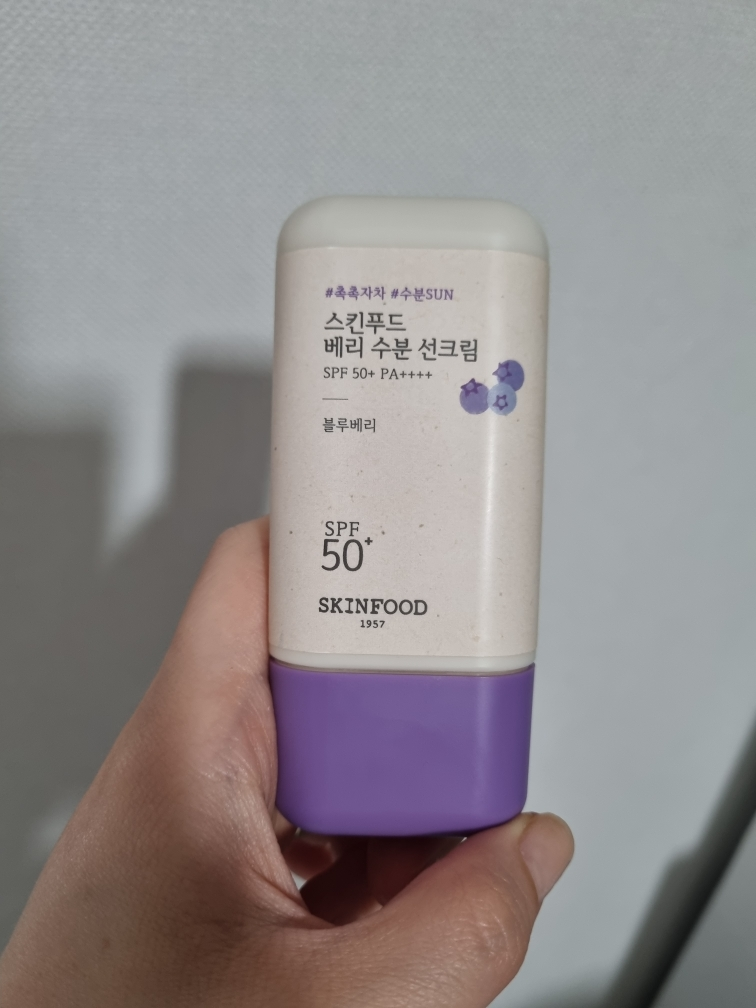 #촉촉자차 #수분SUN
스킨푸드
베리 수분 선크림
SPF 50+ PA++++
블루베리
SPF
50+
SKINFOOD
1957